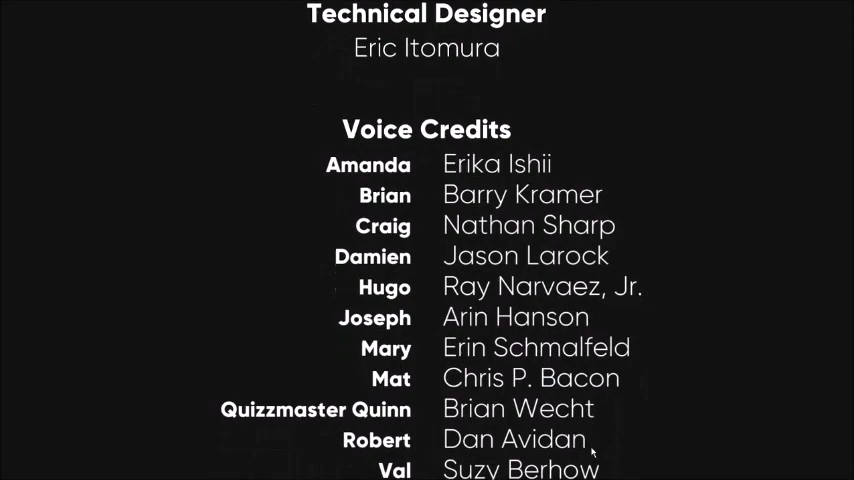 Technical Designer
Eric Itomura
Voice Credits
Amanda Erika Ishii
Brian Barry Kramer
Craig Nathan Sharp
Damien Jason Larock
Hugo Ray Narvaez, Jr.
Joseph Arin Hanson
Mary Erin Schmalfeld
Mat Chris P. Bacon
Quizzmaster Quinn Brian Wecht
Robert Dan Avidan
Val Suzy Berhow